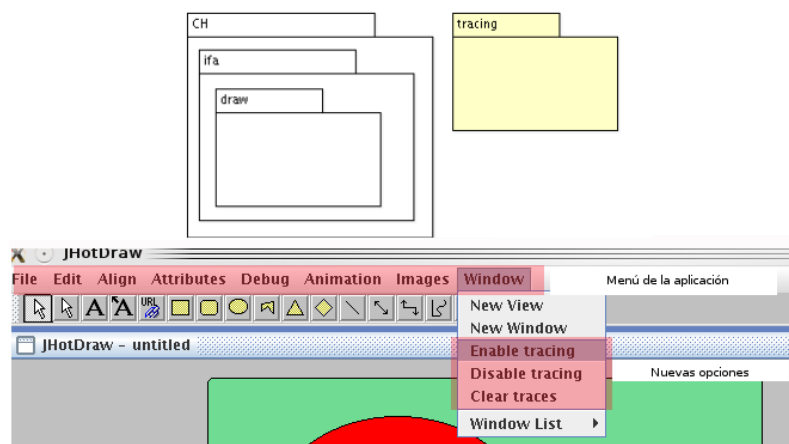 CH
tracing
ifa
draw
JHotDraw
File Edit Align Attributes Debug Animation Images Window
Menú de la aplicación
A A URL
New View
New Window
JHotDraw – untitled
Enable tracing
Disable tracing
Nuevas opciones
Clear traces
Window List